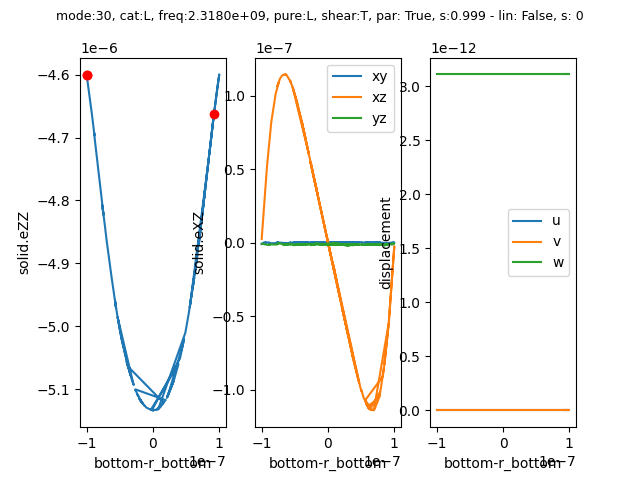 mode:30, cat:L, freq:2.3180e+09, pure:L, shear:T, par: True, s:0.999 - lin: False, s: 0
1e−6
−4.6
−4.7
−4.8
−4.9
−5.0
−5.1
solid.eZZ
−1
0
1
1e−7
bottom-r_bottom
1e−7
xy
xz
yz
1.0
0.5
0.0
−0.5
−1.0
solid.eXZ
−1
0
1
1e−7
bottom-r_bottom
1e−12
3.0
2.5
2.0
1.5
1.0
0.5
0.0
displacement
u
v
w
−1
0
1
1e−7
bottom-r_bottom